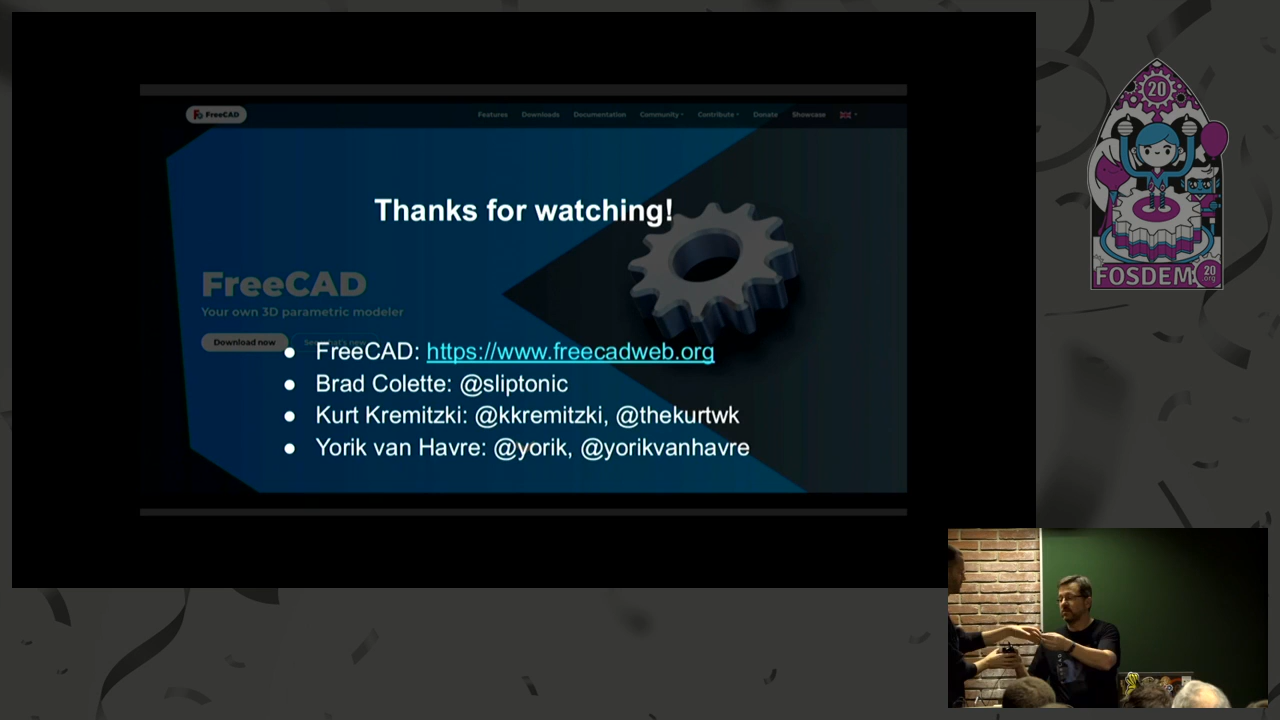 FreeCAD
Features Downloads Documentation Community Contribute Donate Showcase
Thanks for watching!
FreeCAD
Your own 3D parametric modeler
Download now
● FreeCAD: https://www.freecadweb.org
● Brad Colette: @sliptonic
● Kurt Kremitzki: @kkremitzki, @thekurtwk
● Yorik van Havre: @yorik, @yorikvanhavre
20
FOSDEM
20
.org